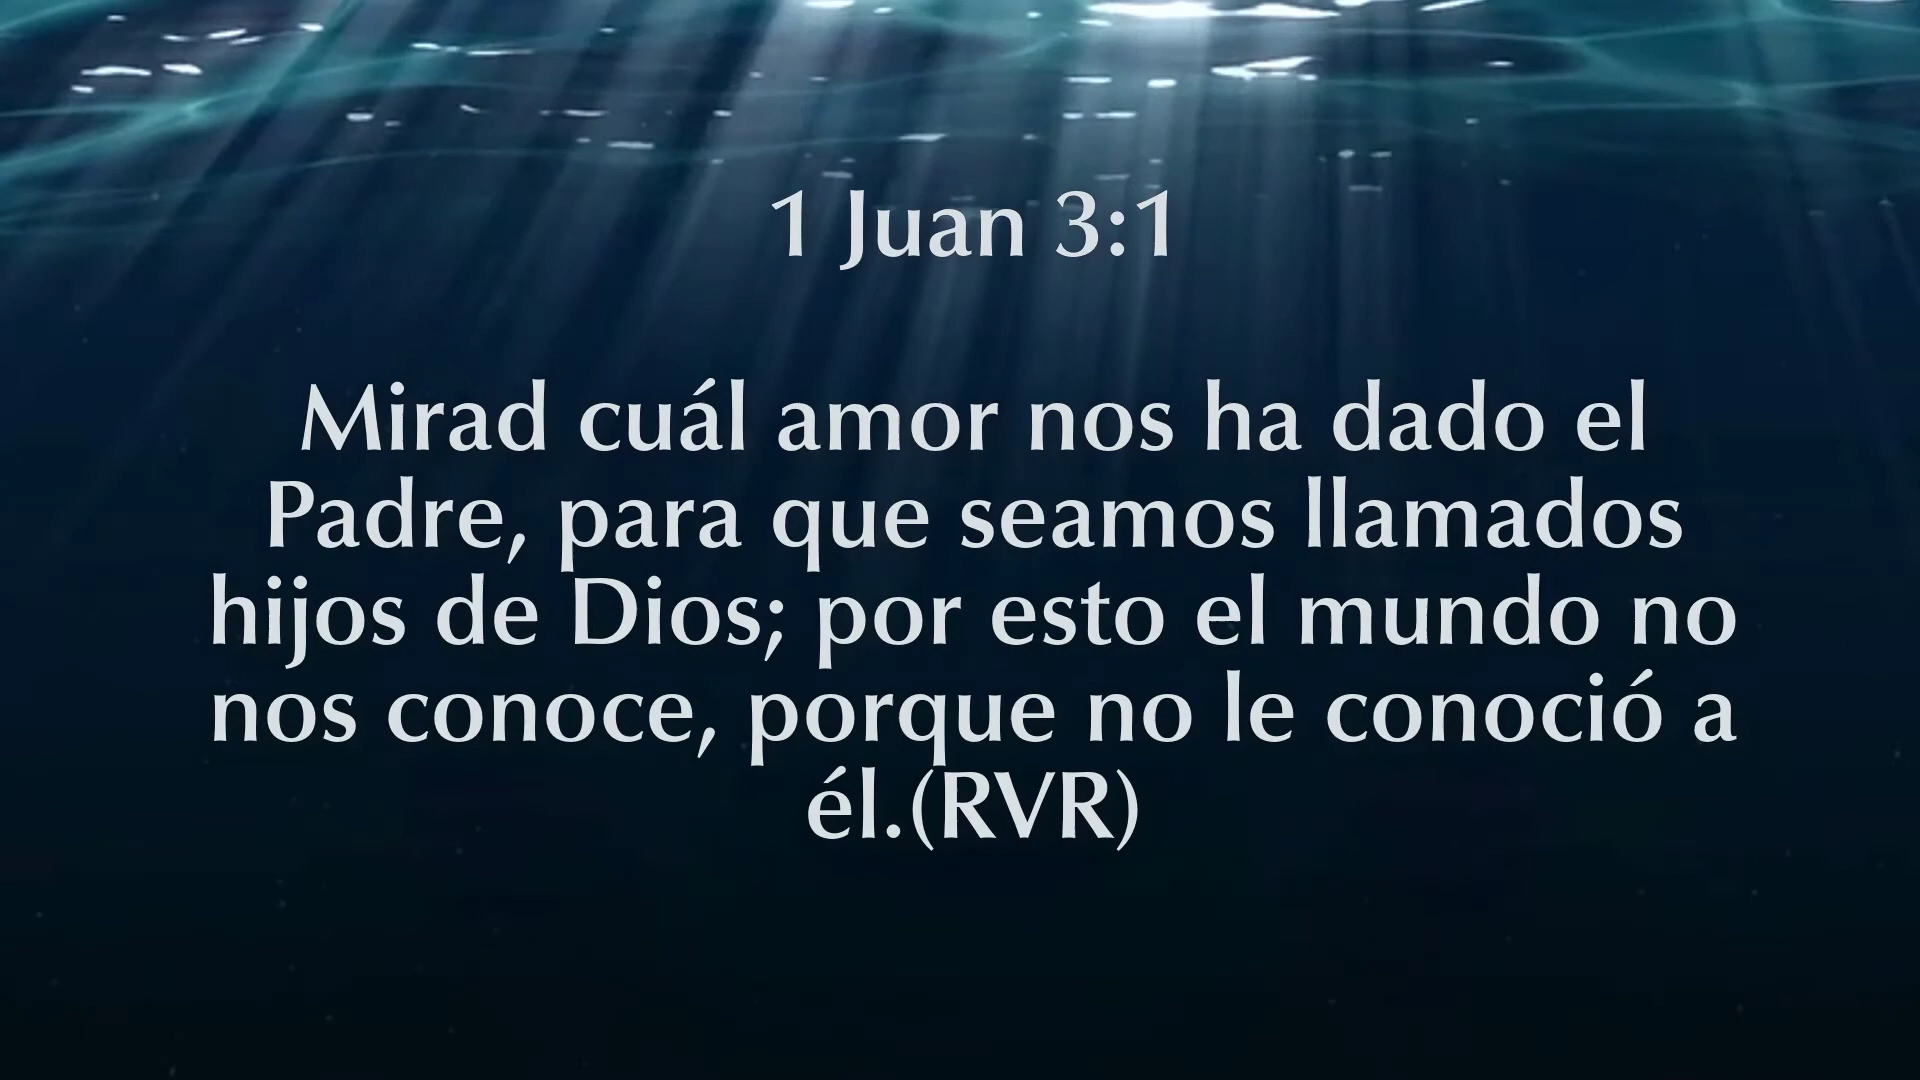 1 Juan 3:1
Mirad cuál amor nos ha dado el
Padre, para que seamos llamados
hijos de Dios; por esto el mundo no
nos conoce, porque no le conoció a
él.(RVR)